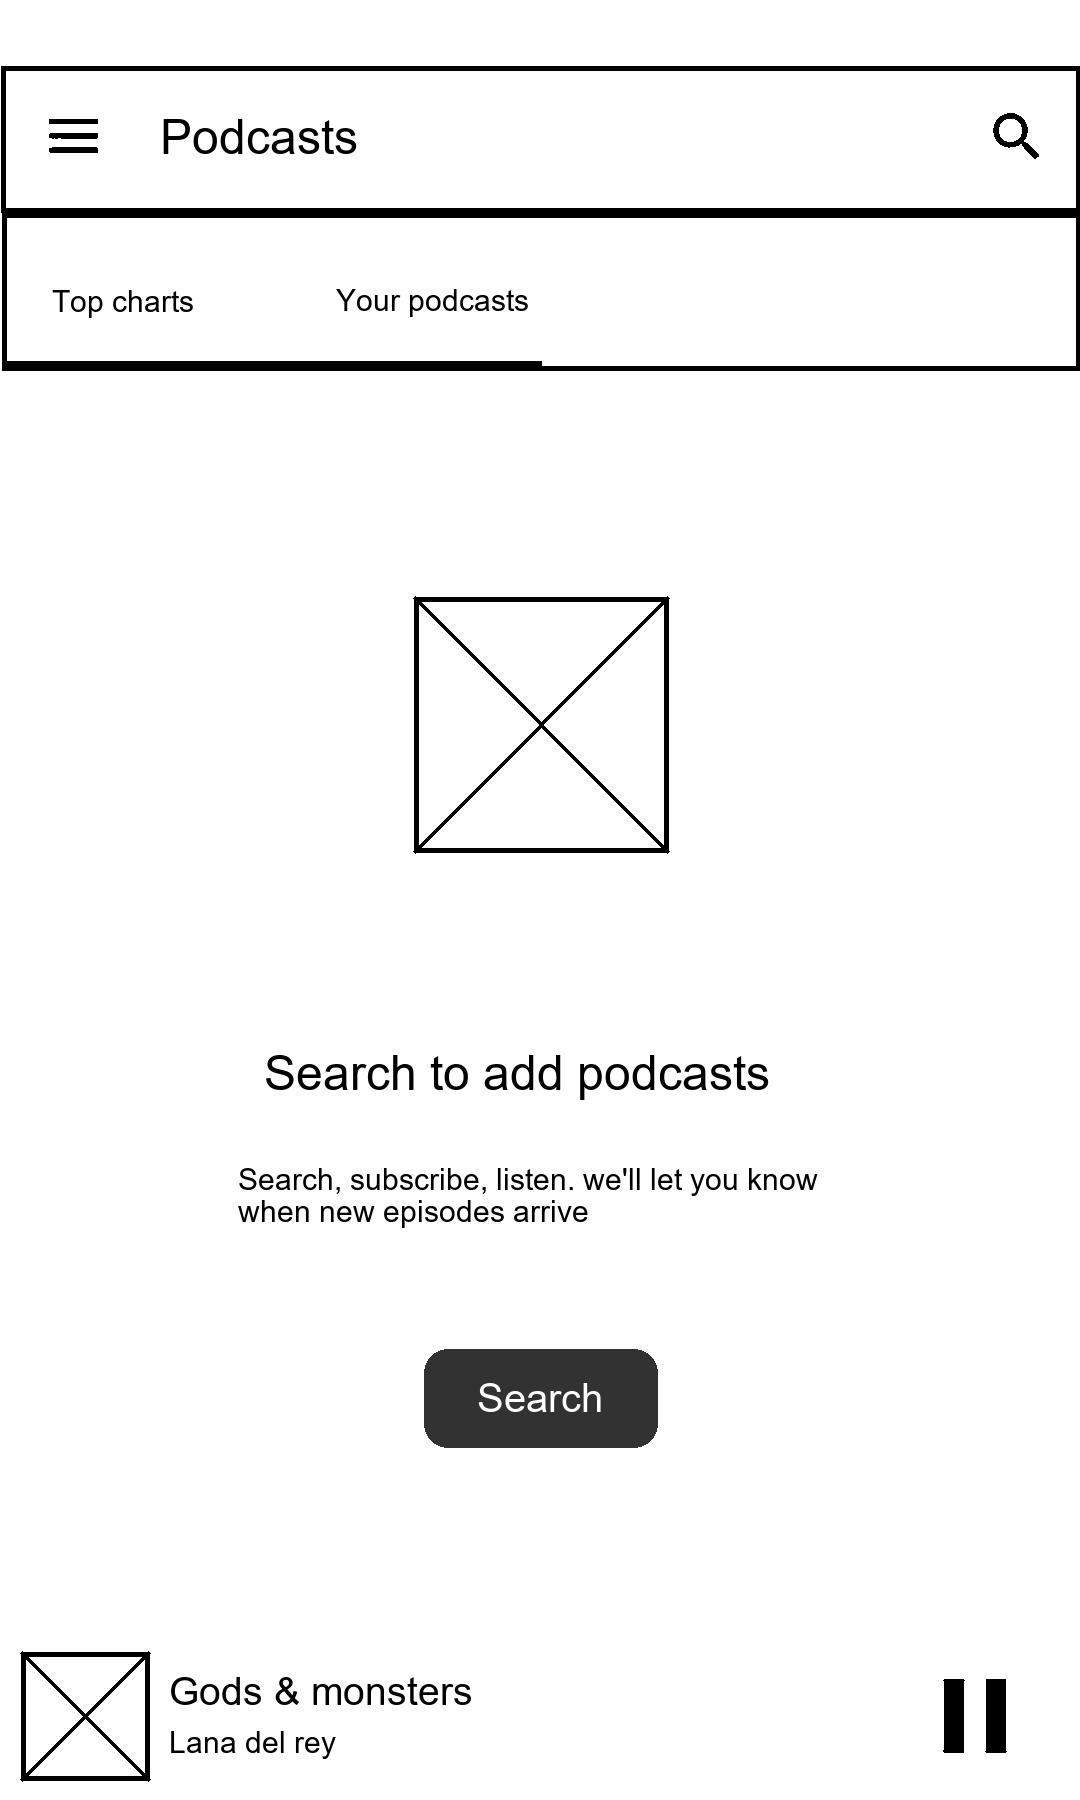 Podcasts
Top charts
Your podcasts
Search to add podcasts
Search, subscribe, listen. we'll let you know
when new episodes arrive
Search
Gods & monsters
Lana del rey